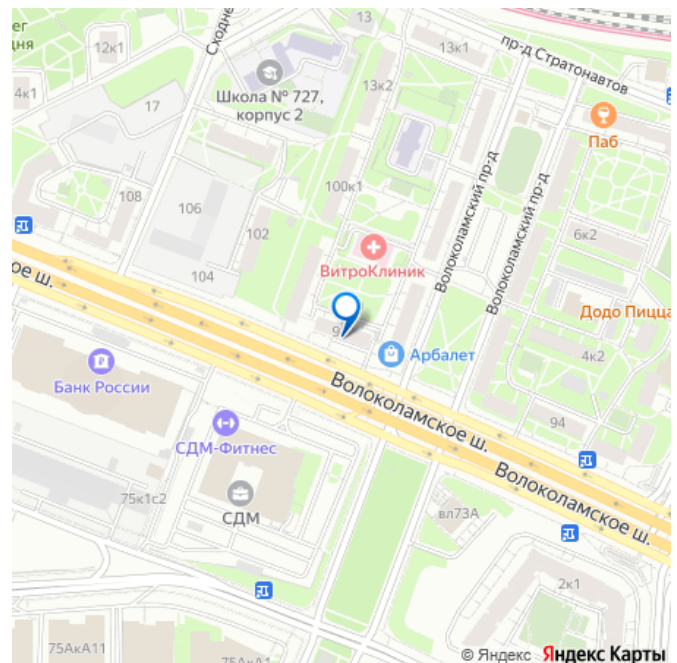 13
12к1
13к1
пр-д Стратонавтов
4к1
17
Школа № 727,
корпус 2
13к2
Паб
108
106
100к1
102
Волоколамский пр-д
Волоколамский пр-д
6к2
ВитроКлиник
104
Додо Пицца
Арбалет
4к2
Банк России
Волоколамское ш.
94
СДМ-Фитнес
Волоколамское ш.
75к1с2
СДМ
вл73А
2к1
75АкА11
© Яндекс Яндекс Карты